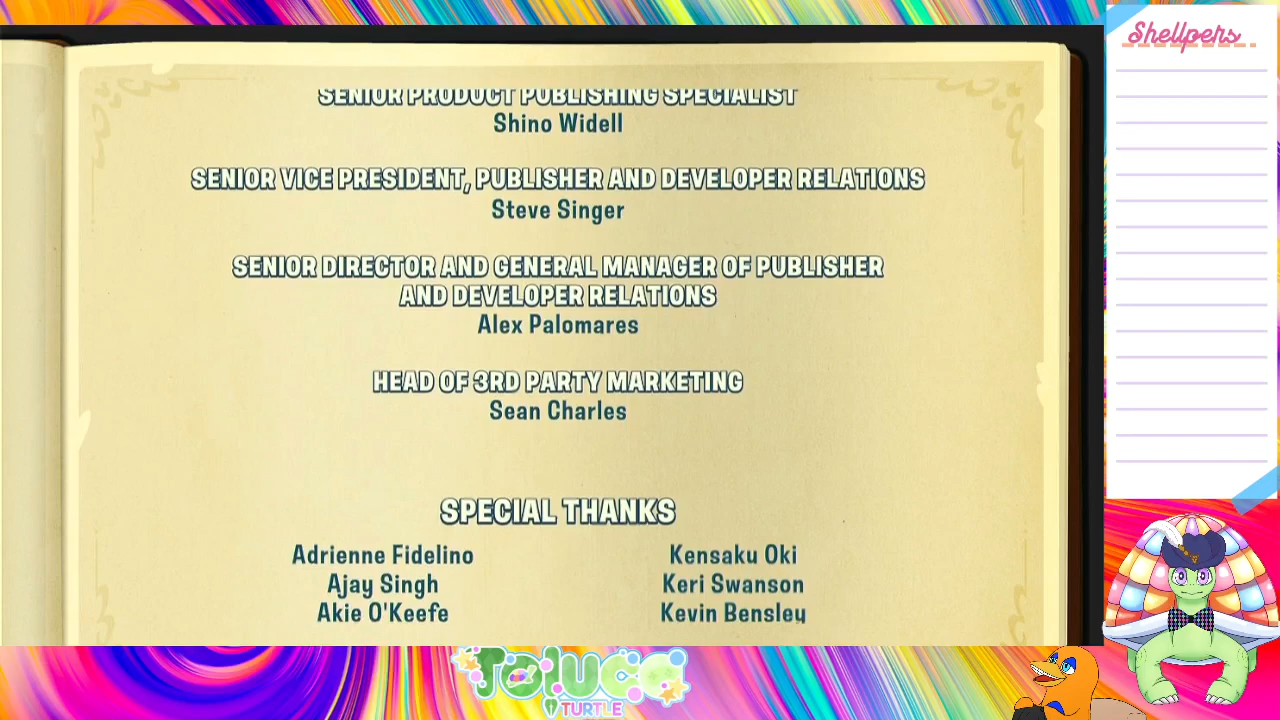 SENIOR PRODUCT PUBLISHING SPECIALIST
Shino Widell
SENIOR VICE PRESIDENT, PUBLISHER AND DEVELOPER RELATIONS
Steve Singer
SENIOR DIRECTOR AND GENERAL MANAGER OF PUBLISHER
AND DEVELOPER RELATIONS
Alex Palomares
HEAD OF 3RD PARTY MARKETING
Sean Charles
SPECIAL THANKS
Adrienne Fidelino
Ajay Singh
Akie O'Keefe
Kensaku Oki
Keri Swanson
Kevin Bensley
Shellpers
Toluca
TURTLE